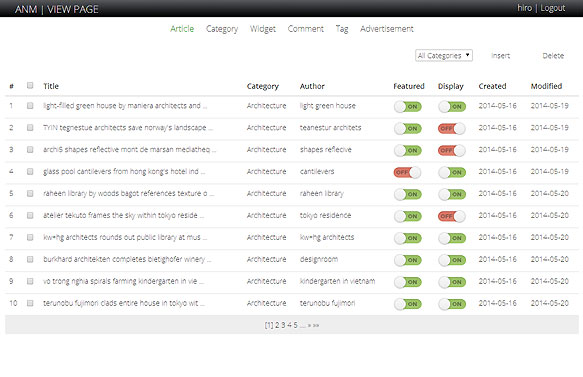 ANM | VIEW PAGE hiro | Logout
Article Category Widget Comment Tag Advertisement
All Categories Insert Delete
# Title Category Author Featured Display Created Modified
1 light-filled green house by maniera architects and ... Architecture light green house ON ON 2014-05-16 2014-05-19
2 TYIN tegnestue architects save norway's landscape ... Architecture teanestur architets ON OFF 2014-05-16 2014-05-19
3 archi5 shapes reflective mont de marsan mediatheq ... Architecture shapes reflecive ON OFF 2014-05-16 2014-05-19
4 glass pool cantilevers from hong kong's hotel ind ... Architecture cantilevers OFF ON 2014-05-16 2014-05-19
5 raheen library by woods bagot references texture o ... Architecture raheen library ON ON 2014-05-16 2014-05-20
6 atelier tekuto frames the sky within tokyo reside ... Architecture tokyo residence ON OFF 2014-05-16 2014-05-20
7 kw+hg architects rounds out public library at mus ... Architecture kw+hg architects ON ON 2014-05-16 2014-05-20
8 burkhard architekten completes bietighofer winery ... Architecture designroom ON ON 2014-05-16 2014-05-20
9 vo trong nghia spirals farming kindergarten in vie ... Architecture kindergarten in vietnam ON ON 2014-05-16 2014-05-20
10 terunobu fujimori clads entire house in tokyo wit ... Architecture terunobu fujimori ON ON 2014-05-16 2014-05-20
[1] 2 3 4 5 ... » »»